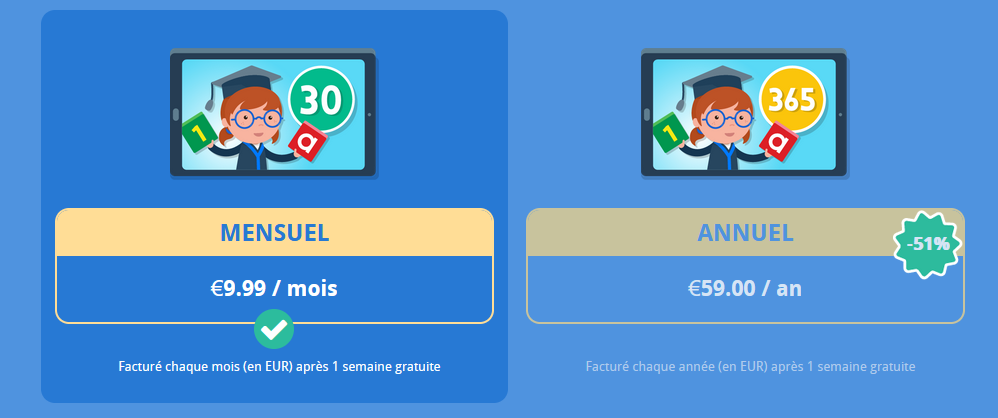 30
1
a
MENSUEL
€9.99 / mois
Facturé chaque mois (en EUR) après 1 semaine gratuite
365
1
a
ANNUEL
-51%
€59.00 / an
Facturé chaque année (en EUR) après 1 semaine gratuite